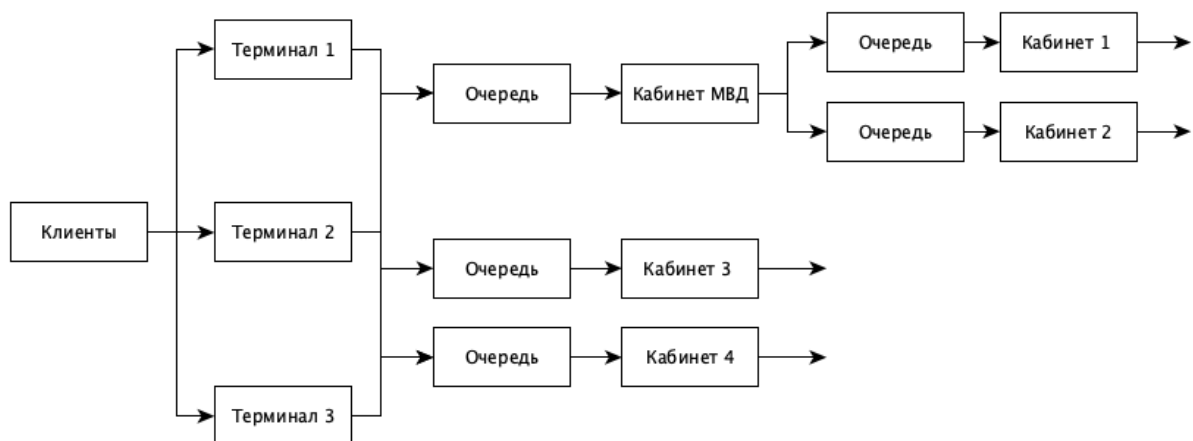 Терминал 1
Очередь
Кабинет 1
Очередь
Кабинет МВД
Очередь
Кабинет 2
Клиенты
Терминал 2
Очередь
Кабинет 3
Очередь
Кабинет 4
Терминал 3